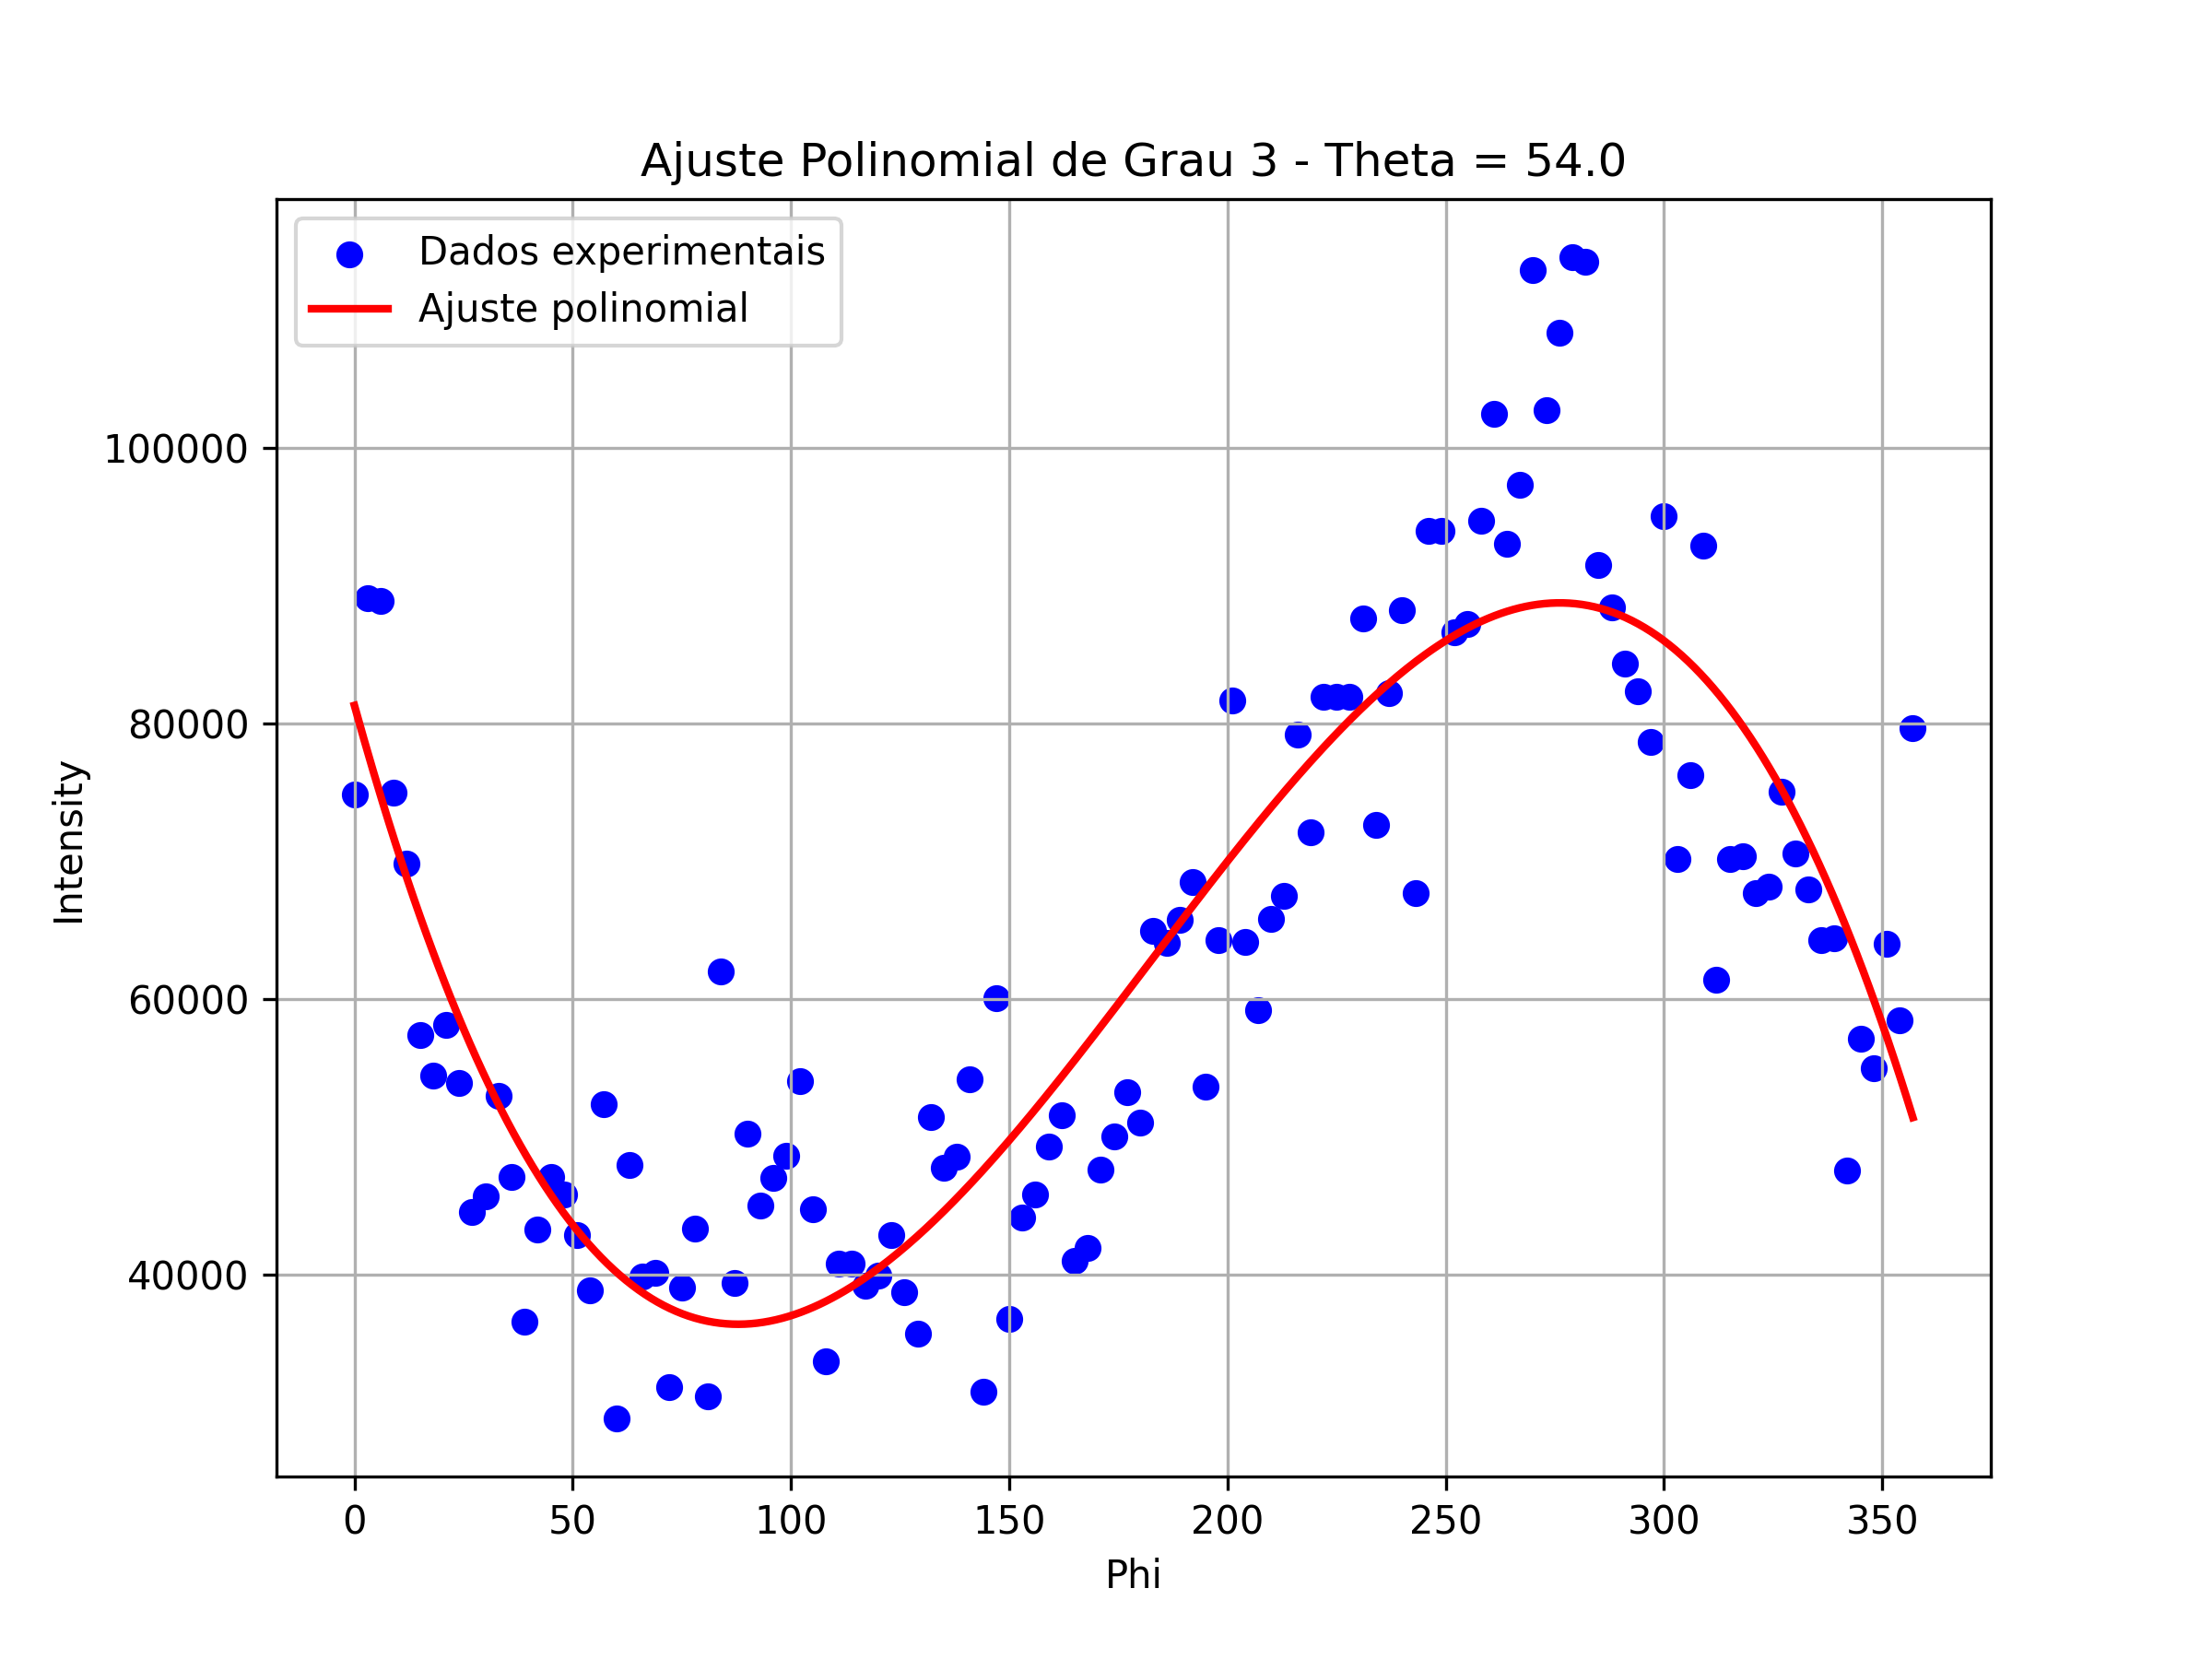 Ajuste Polinomial de Grau 3 - Theta = 54.0
Dados experimentais
Ajuste polinomial
100000
80000
60000
40000
Intensity
0 50 100 150 200 250 300 350
Phi